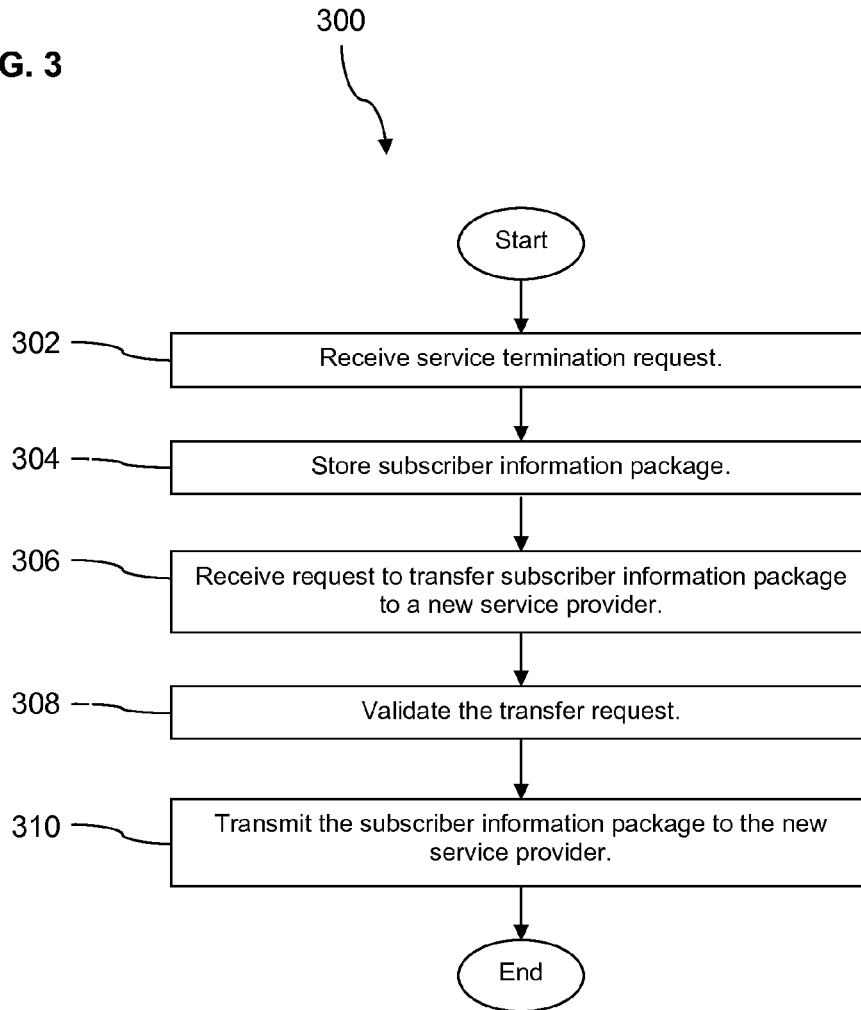 300
G. 3
Start
302
Receive service termination request.
304
Store subscriber information package.
306
Receive request to transfer subscriber information package
to a new service provider.
308
Validate the transfer request.
310
Transmit the subscriber information package to the new
service provider.
End